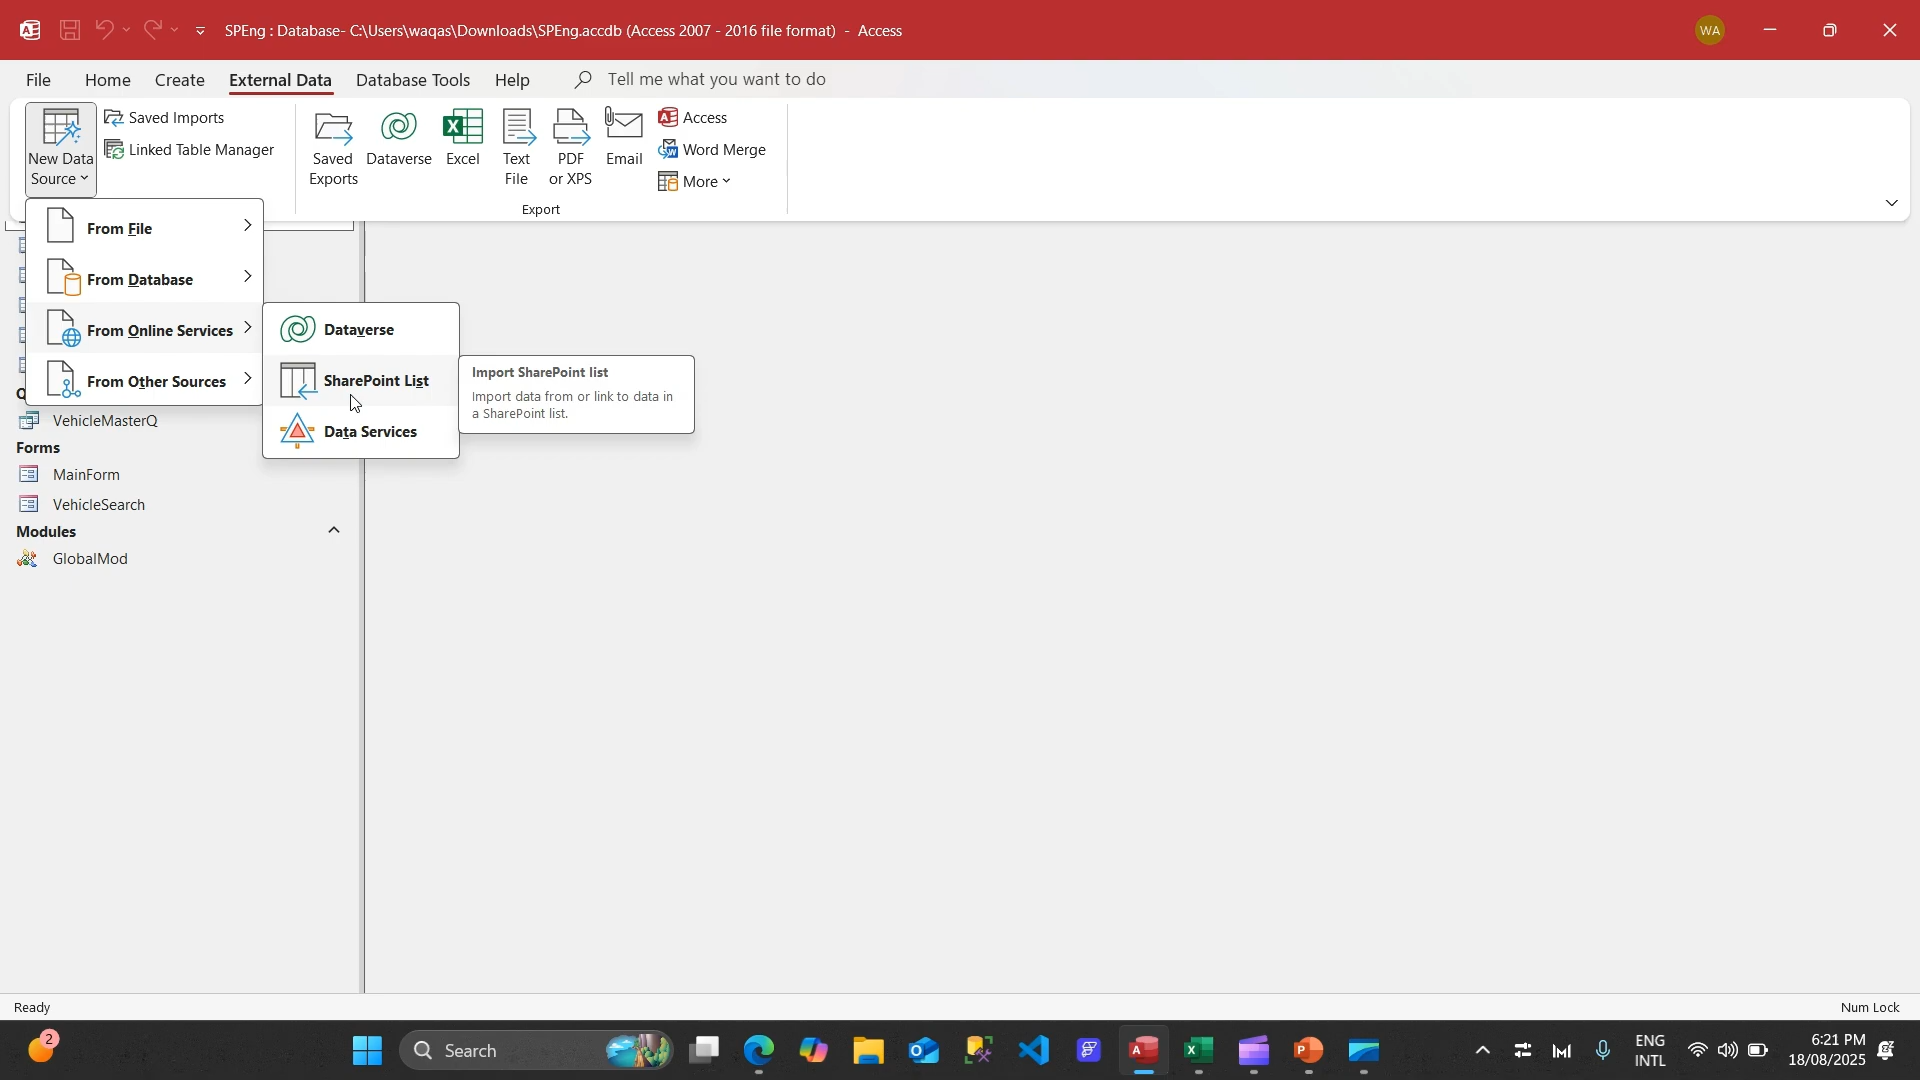 SPEng : Database- C:\Users\waqas\Downloads\SPEng.accdb (Access 2007 - 2016 file format) - Access
WA
File
Home
Create
External Data
Database Tools
Help
Tell me what you want to do
New Data
Source
Saved Imports
Linked Table Manager
Saved
Exports
Dataverse
Excel
Text
File
PDF
or XPS
Email
Access
Word Merge
More
Export
From File
From Database
From Online Services
From Other Sources
Dataverse
SharePoint List
Data Services
Import SharePoint list
Import data from or link to data in
a SharePoint list.
VehicleMasterQ
Forms
MainForm
VehicleSearch
Modules
GlobalMod
Ready
Num Lock
2
Search
ENG
INTL
6:21 PM
18/08/2025